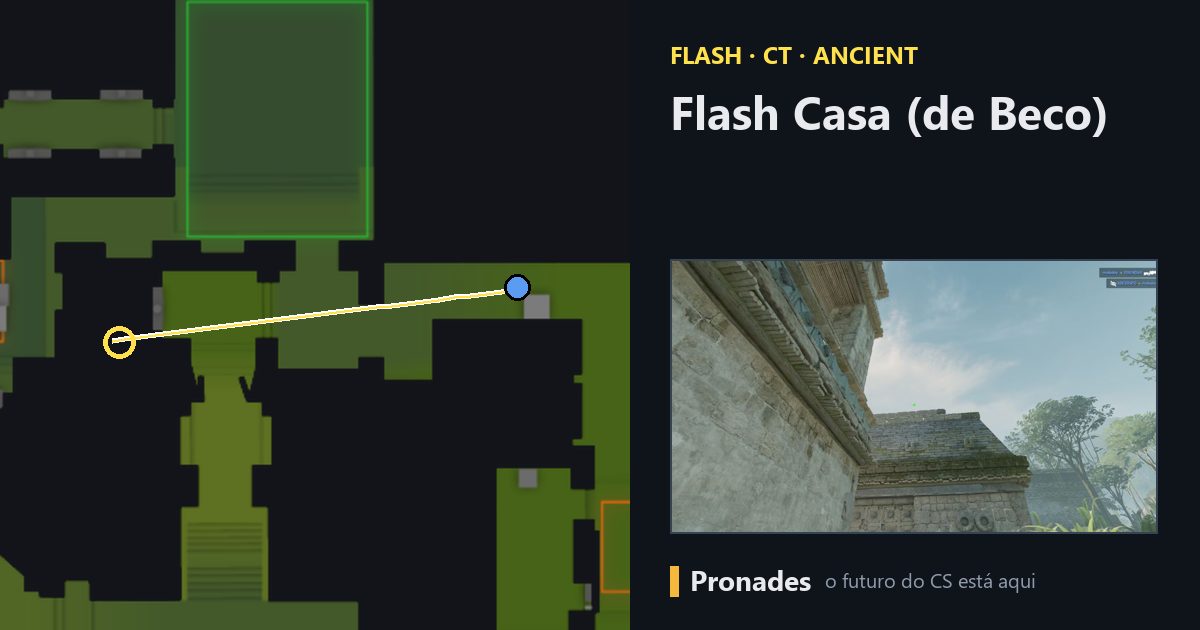 FLASH · CT · ANCIENT
Flash Casa (de Beco)
Pronades o futuro do CS está aqui